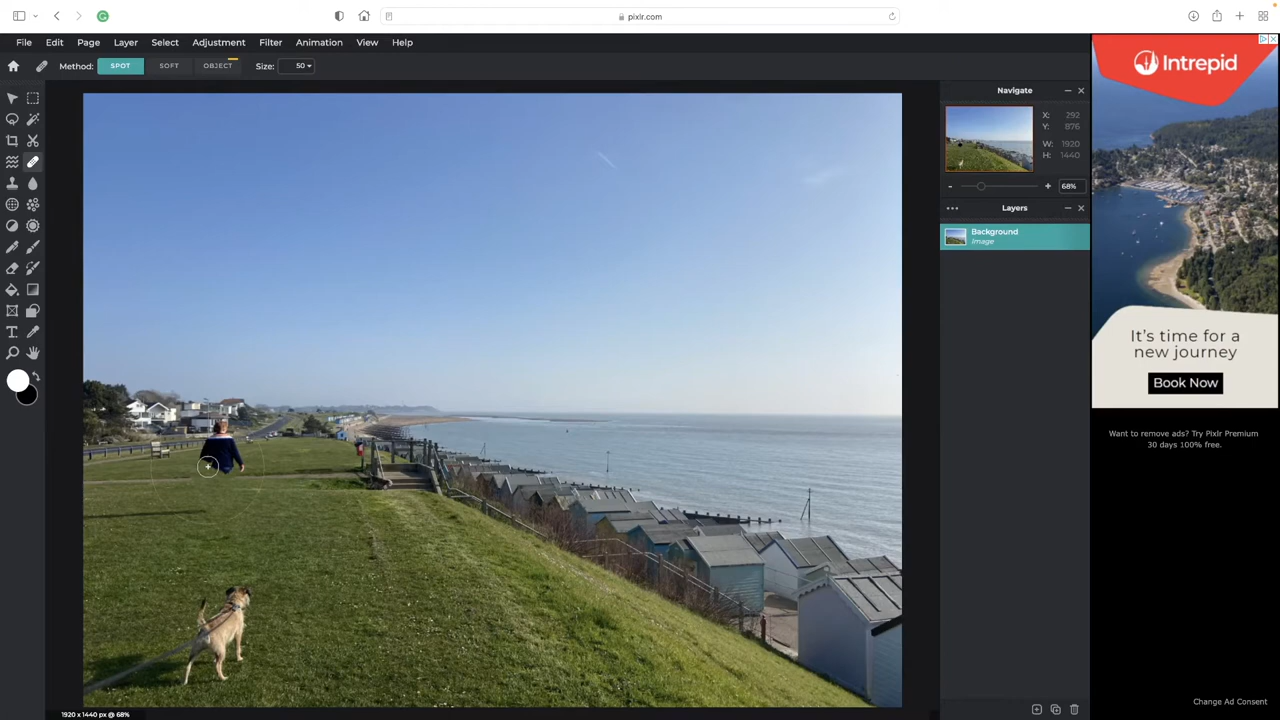 pixlr.com
File Edit Page Layer Select Adjustment Filter Animation View Help
Method: SPOT SOFT OBJECT Size: 50
Navigate
X: 292
Y: 876
W: 1920
H: 1440
- + 68%
Layers
Background
Image
1920 x 1440 px @ 68%
Intrepid
It's time for a
new journey
Book Now
Want to remove ads? Try Pixlr Premium
30 days 100% free.
Change Ad Consent